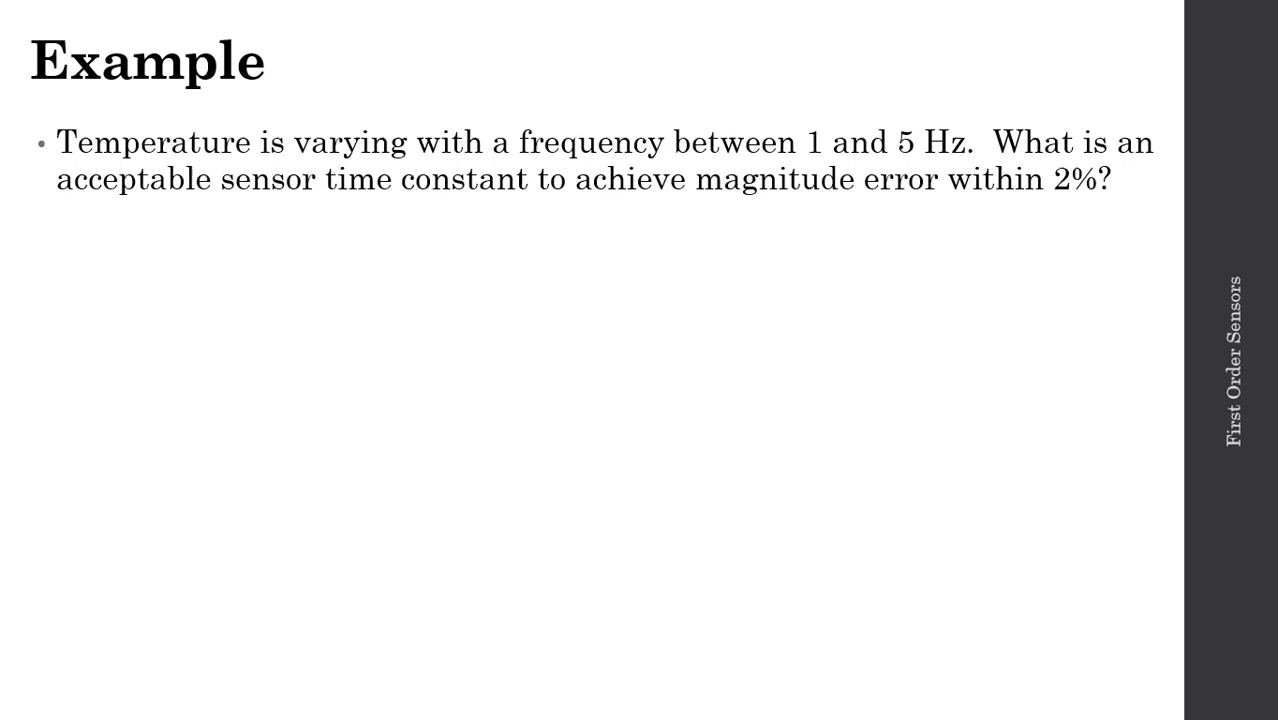 Example
• Temperature is varying with a frequency between 1 and 5 Hz.  What is an
acceptable sensor time constant to achieve magnitude error within 2%?
First Order Sensors